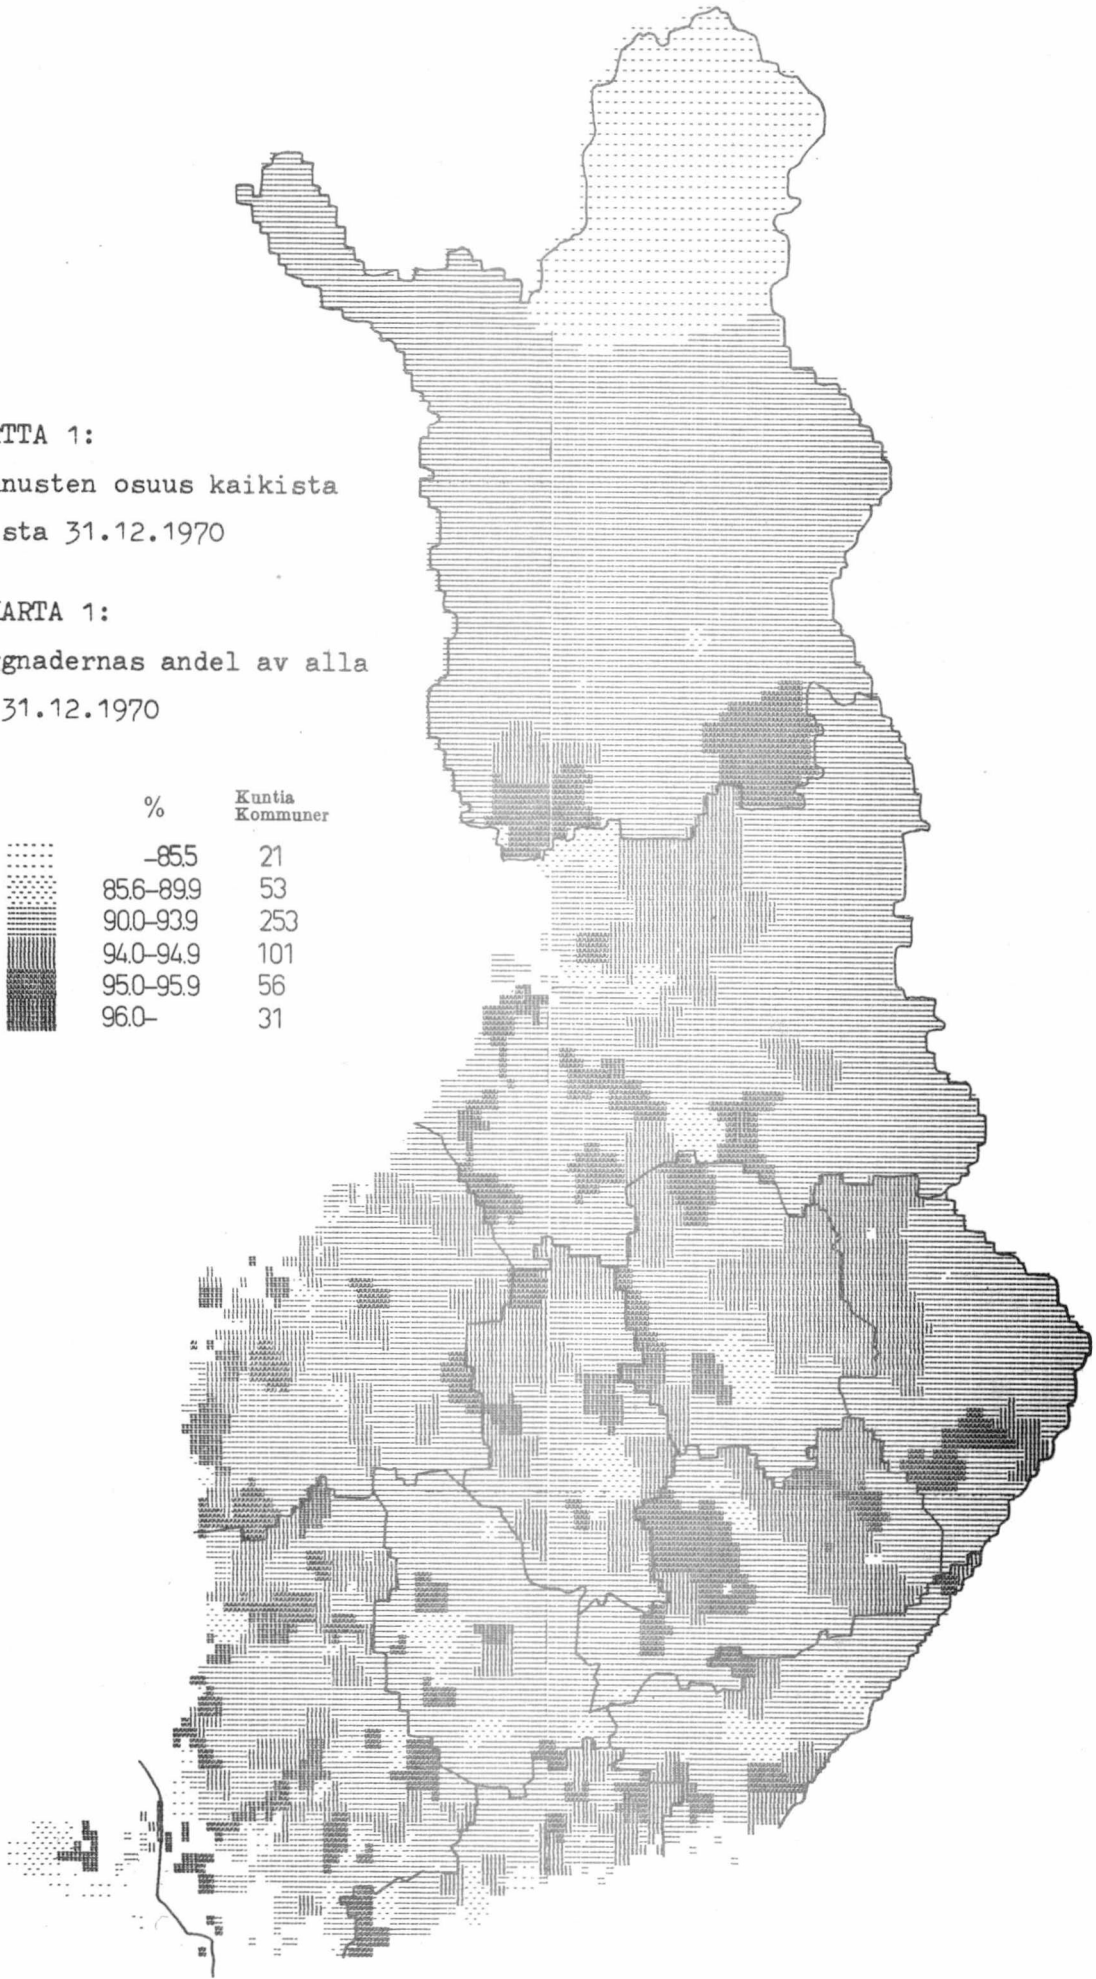 TTA 1:
nusten osuus kaikista
sta 31.12.1970
ARTA 1:
gnadernas andel av alla
31.12.1970
% Kuntia
Kommuner
-85.5 21
85.6-89.9 53
90.0-93.9 253
94.0-94.9 101
95.0-95.9 56
96.0- 31